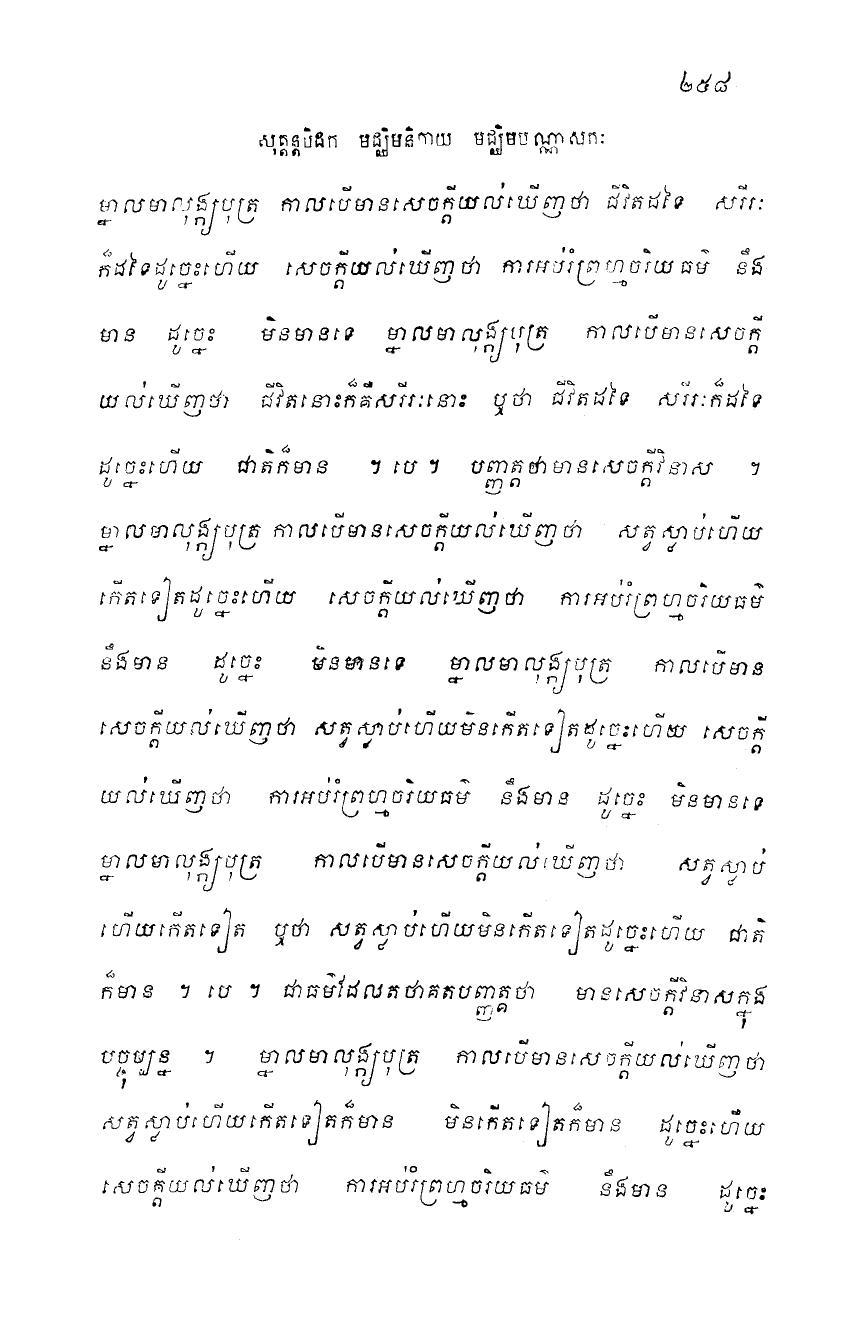 ២៥៨
សុត្តន្តបិដក មជ្ឈិមនិកាយ មជ្ឈិមបណ្ណាសកៈ
ម្នាលមាលុង្ក្យបុត្រ កាលបើមានសេចក្តីយល់ឃើញថា ជីវិតដទៃ សរីរៈ
ក៏ដទៃដូច្នេះហើយ សេចក្តីយល់ឃើញថា ការអប់រំព្រហ្មចរិយធម៌ នឹង
មាន ដូច្នេះ មិនមានទេ ម្នាលមាលុង្ក្យបុត្រ កាលបើមានសេចក្តី
យល់ឃើញថា ជីវិតនោះក៏គឺសរីរៈនោះ ឬថា ជីវិតដទៃ សរីរៈក៏ដទៃ
ដូច្នេះហើយ ជាតិក៏មាន ។ បេ ។ បញ្ញត្តថាមានសេចក្តីវិនាស ។
ម្នាលមាលុង្ក្យបុត្រ កាលបើមានសេចក្តីយល់ឃើញថា សត្វស្លាប់ហើយ
កើតទៀតដូច្នេះហើយ សេចក្តីយល់ឃើញថា ការអប់រំព្រហ្មចរិយធម៌
នឹងមាន ដូច្នេះ មិនមានទេ ម្នាលមាលុង្ក្យបុត្រ កាលបើមាន
សេចក្តីយល់ឃើញថា សត្វស្លាប់ហើយមិនកើតទៀតដូច្នេះហើយ សេចក្តី
យល់ឃើញថា ការអប់រំព្រហ្មចរិយធម៌ នឹងមាន ដូច្នេះ មិនមានទេ
ម្នាលមាលុង្ក្យបុត្រ កាលបើមានសេចក្តីយល់ឃើញថា សត្វស្លាប់
ហើយកើតទៀត ឬថា សត្វស្លាប់ហើយមិនកើតទៀតដូច្នេះហើយ ជាតិ
ក៏មាន ។ បេ ។ ជាធម៌ដែលតថាគតបញ្ញត្តថា មានសេចក្តីវិនាសក្នុង
បច្ចុប្បន្ន ។ ម្នាលមាលុង្ក្យបុត្រ កាលបើមានសេចក្តីយល់ឃើញថា
សត្វស្លាប់ហើយកើតទៀតក៏មាន មិនកើតទៀតក៏មាន ដូច្នេះហើយ
សេចក្តីយល់ឃើញថា ការអប់រំព្រហ្មចរិយធម៌ នឹងមាន ដូច្នេះ